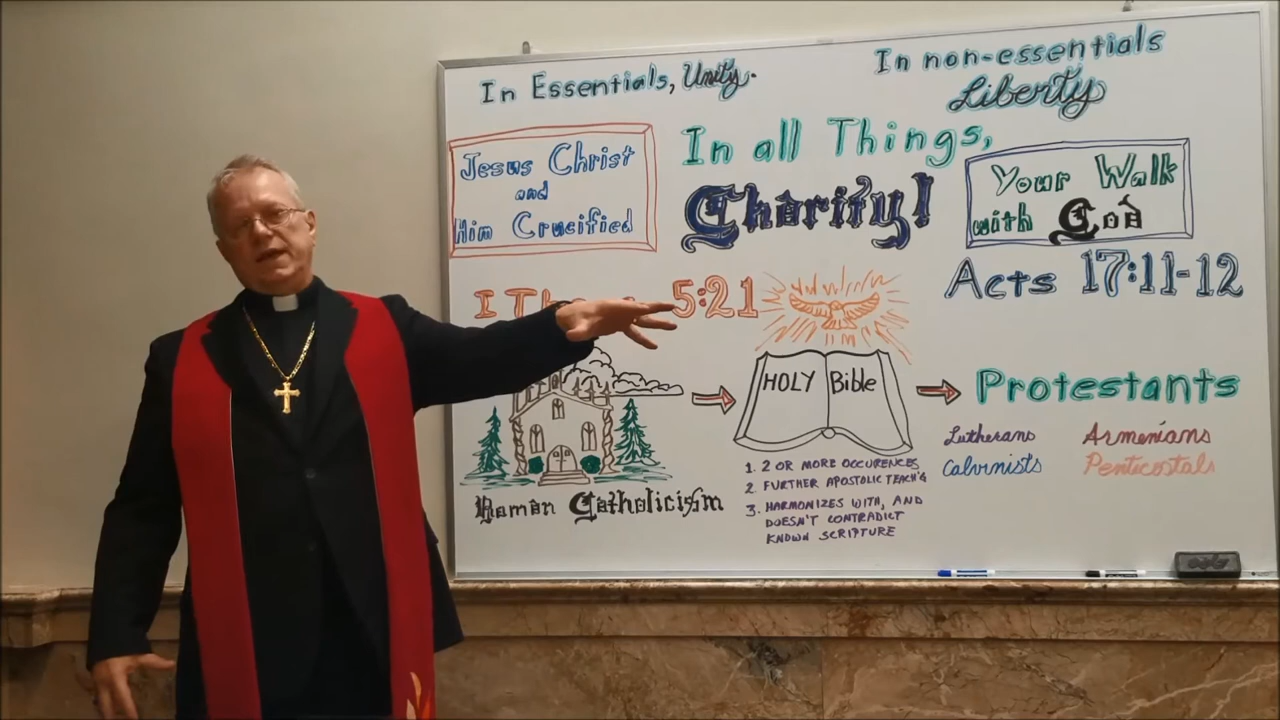 In Essentials, Unity.
In non-essentials
Liberty
In all Things,
Charity!
Jesus Christ
and
Him Crucified
Your Walk
with God
Acts 17:11-12
I 5:21
HOLY Bible
Protestants
Lutherans
Armenians
Calvinists
Penticostals
Roman Catholicism
1. 2 OR MORE OCCURENCES
2. FURTHER APOSTOLIC TEACH'G
3. HARMONIZES WITH, AND
DOESN'T CONTRADICT
KNOWN SCRIPTURE